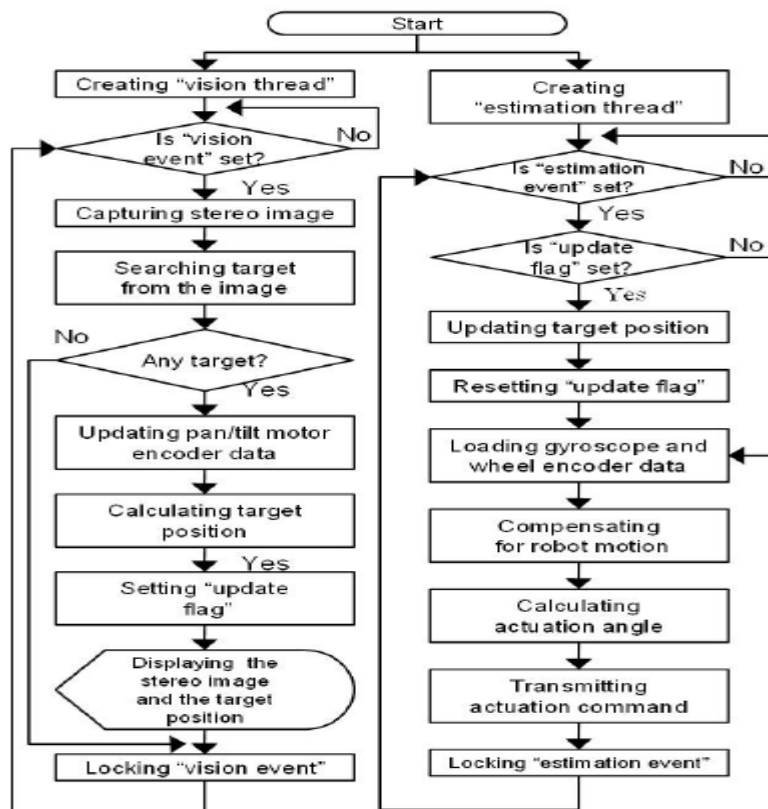 Start
Creating “vision thread”
Is “vision
event” set?
No
Yes
Capturing stereo image
Searching target
from the image
No
Any target?
Yes
Updating pan/tilt motor
encoder data
Calculating target
position
Yes
Setting “update
flag”
Displaying the
stereo image
and the target
position
Locking “vision event”
Creating
“estimation thread”
Is “estimation
event” set?
No
Yes
Is “update
flag” set?
No
Yes
Updating target position
Resetting “update flag”
Loading gyroscope and
wheel encoder data
Compensating
for robot motion
Calculating
actuation angle
Transmitting
actuation command
Locking “estimation event”